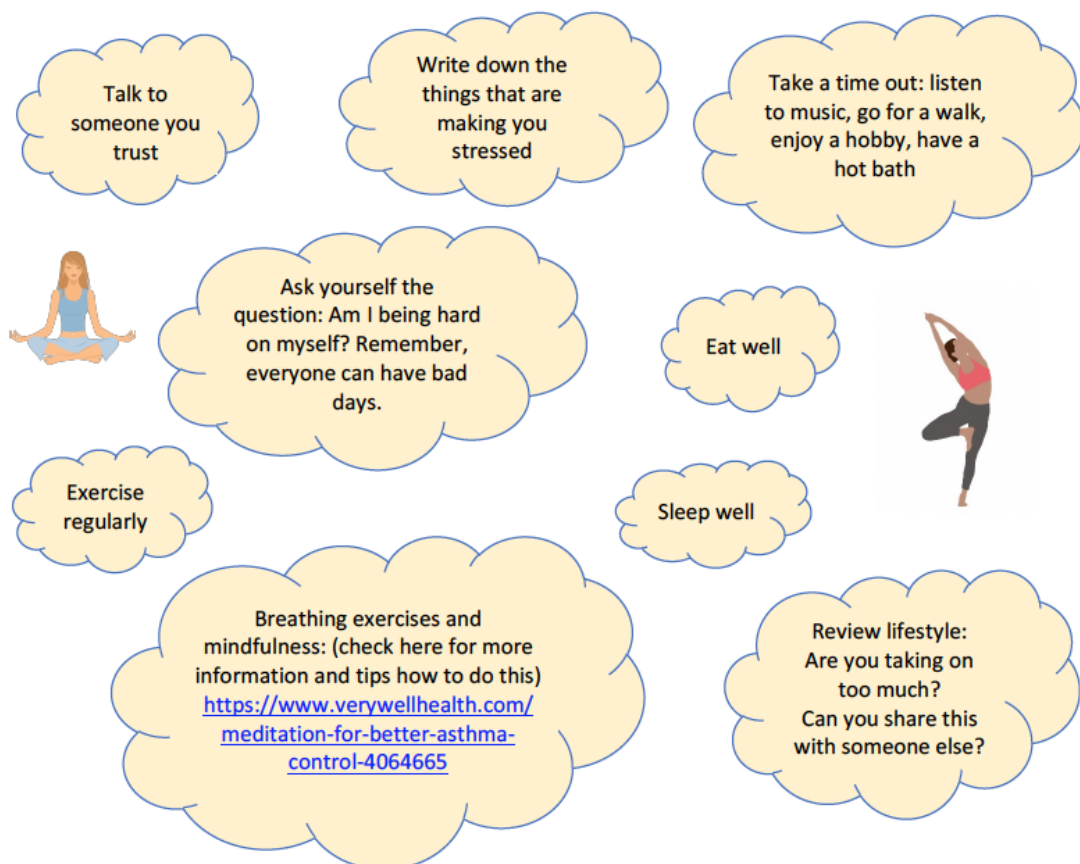 Talk to
someone you
trust
Write down the
things that are
making you
stressed
Take a time out: listen
to music, go for a walk,
enjoy a hobby, have a
hot bath
Ask yourself the
question: Am I being hard
on myself? Remember,
everyone can have bad
days.
Eat well
Exercise
regularly
Sleep well
Breathing exercises and
mindfulness: (check here for more
information and tips how to do this)
https://www.verywellhealth.com/
meditation-for-better-asthma-
control-4064665
Review lifestyle:
Are you taking on
too much?
Can you share this
with someone else?